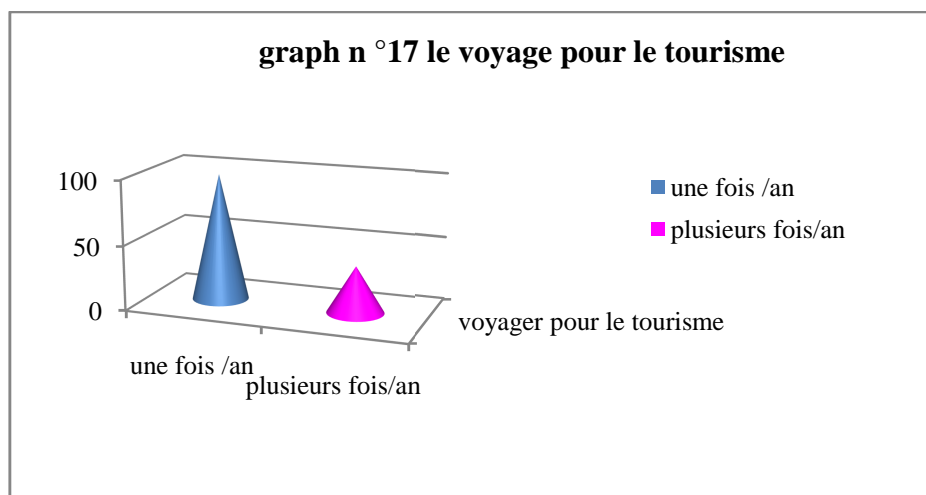 graph n °17 le voyage pour le tourisme
100
50
0
une fois /an
plusieurs fois/an
voyager pour le tourisme
une fois /an
plusieurs fois/an